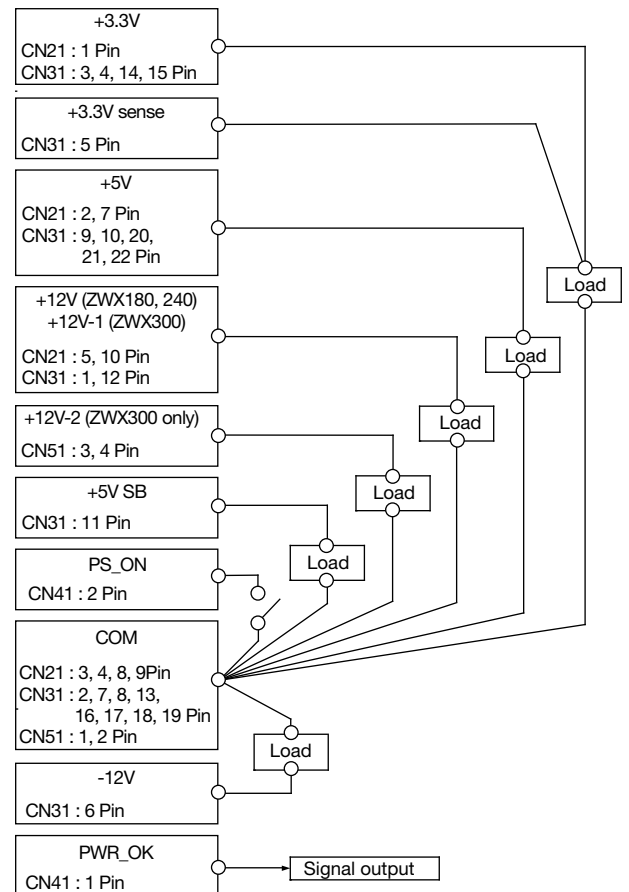 +3.3V
CN21 : 1 Pin
CN31 : 3, 4, 14, 15 Pin
+3.3V sense
CN31 : 5 Pin
+5V
CN21 : 2, 7 Pin
CN31 : 9, 10, 20,
21, 22 Pin
Load
+12V (ZWX180, 240)
+12V-1 (ZWX300)
CN21 : 5, 10 Pin
CN31 : 1, 12 Pin
Load
+12V-2 (ZWX300 only)
CN51 : 3, 4 Pin
Load
+5V SB
CN31 : 11 Pin
Load
PS_ON
CN41 : 2 Pin
Load
COM
CN21 : 3, 4, 8, 9Pin
CN31 : 2, 7, 8, 13,
16, 17, 18, 19 Pin
CN51 : 1, 2 Pin
Load
-12V
CN31 : 6 Pin
PWR_OK
CN41 : 1 Pin
Signal output